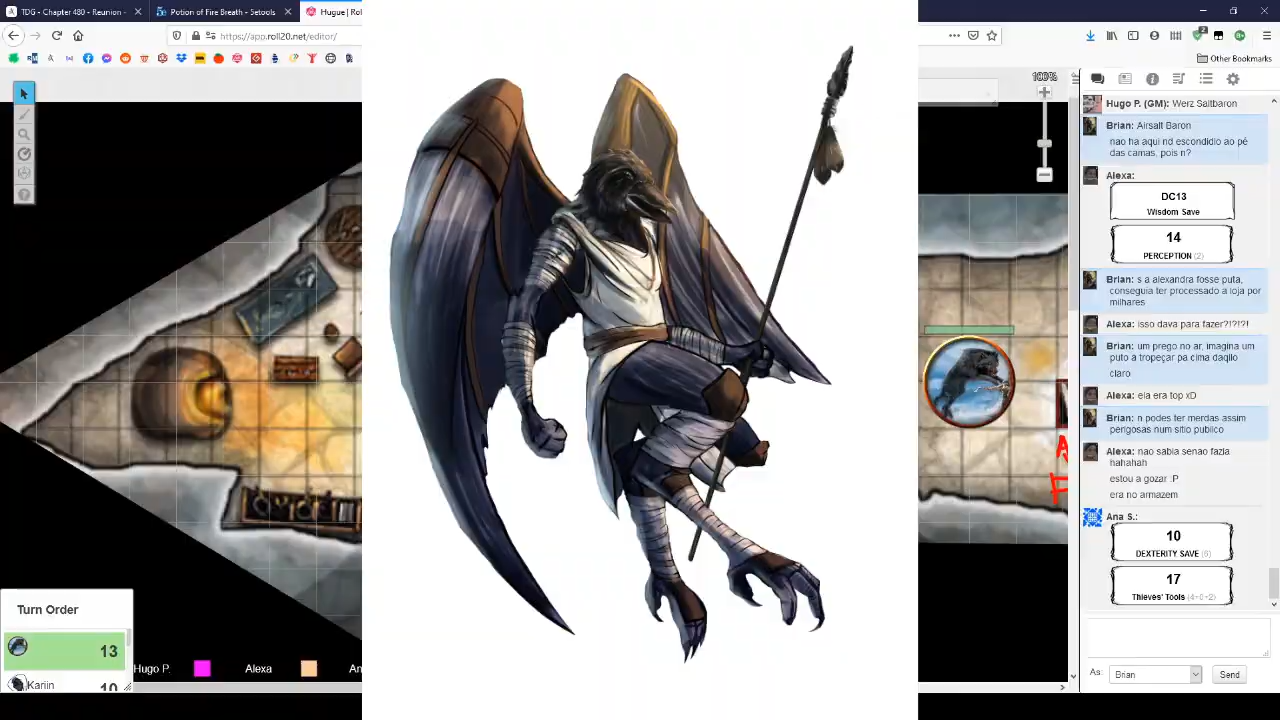 TDG - Chapter 480 - Reunion -
Potion of Fire Breath - 5etools
Hugue | Ro
https://app.roll20.net/editor/
Other Bookmarks
100%
Hugo P. (GM): Werz Saltbaron
Brian: Airsalt Baron
nao ha aqui nd escondidio ao pé
das camas, pois n?
Alexa:
DC13
Wisdom Save
14
PERCEPTION (2)
Brian: s a alexandra fosse puta,
conseguia ter processado a loja por
milhares
Alexa: isso dava para fazer?!?!?!
Brian: um prego no ar, imagina um
puto a tropeçar pa cima daqilo
claro
Alexa: ela era top xD
Brian: n podes ter merdas assim
perigosas num sitio publico
Alexa: nao sabia senao fazia
hahahah
estou a gozar :P
era no armazem
Ana S.:
10
DEXTERITY SAVE (6)
17
Thieves' Tools (4+0+2)
Turn Order
13
Kariin
10
Hugo P.
Alexa
An
As:
Brian
Send